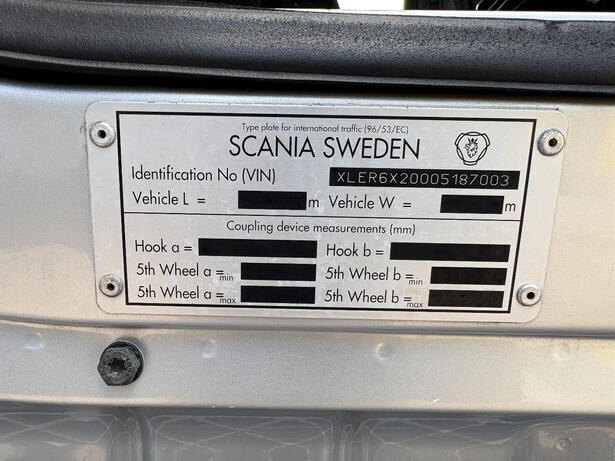 Type plate for international traffic (96/53/EC)
SCANIA SWEDEN
Identification No (VIN) XLER6X20005187003
Vehicle L = m Vehicle W = m
Coupling device measurements (mm)
Hook a = Hook b =
5th Wheel a =min 5th Wheel b =min
5th Wheel a =max 5th Wheel b =max